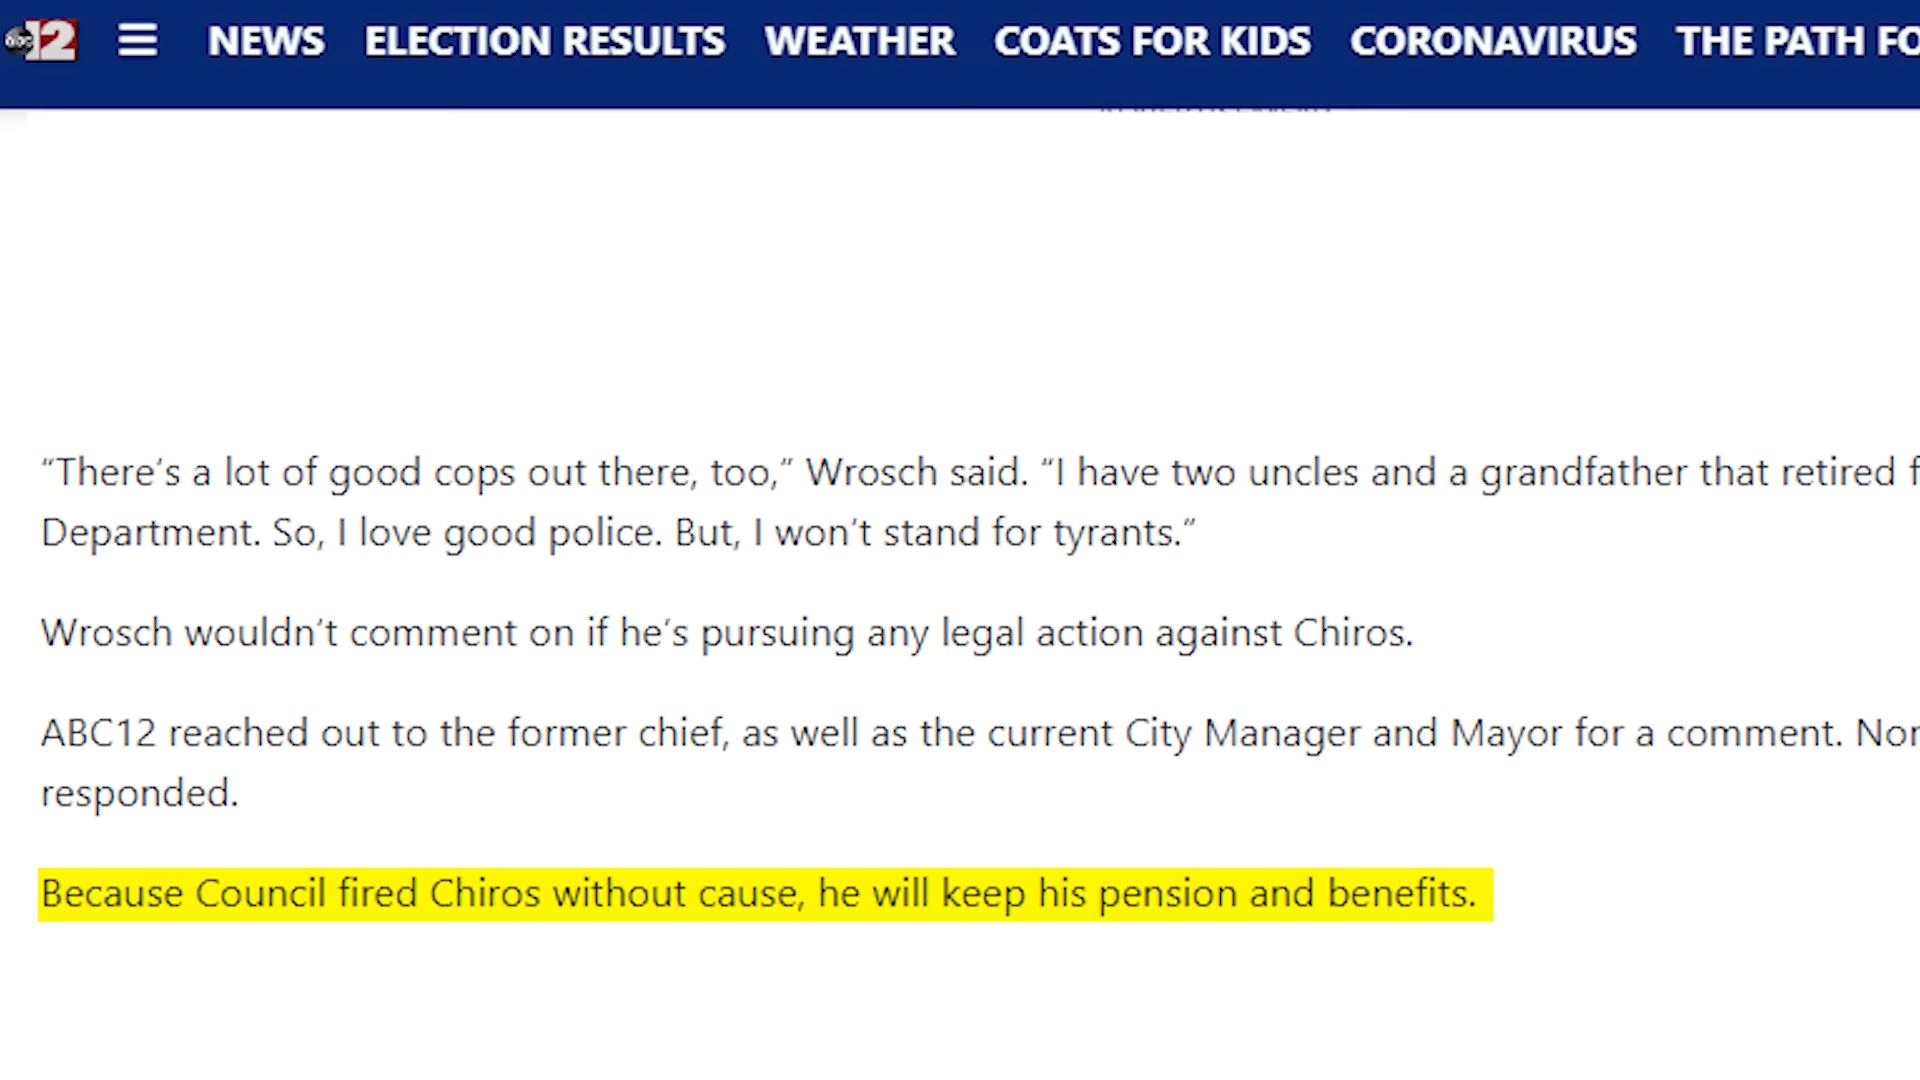 abc 12 NEWS ELECTION RESULTS WEATHER COATS FOR KIDS CORONAVIRUS THE PATH FO
“There’s a lot of good cops out there, too,” Wrosch said. “I have two uncles and a grandfather that retired f
Department. So, I love good police. But, I won’t stand for tyrants.”
Wrosch wouldn’t comment on if he’s pursuing any legal action against Chiros.
ABC12 reached out to the former chief, as well as the current City Manager and Mayor for a comment. Non
responded.
Because Council fired Chiros without cause, he will keep his pension and benefits.